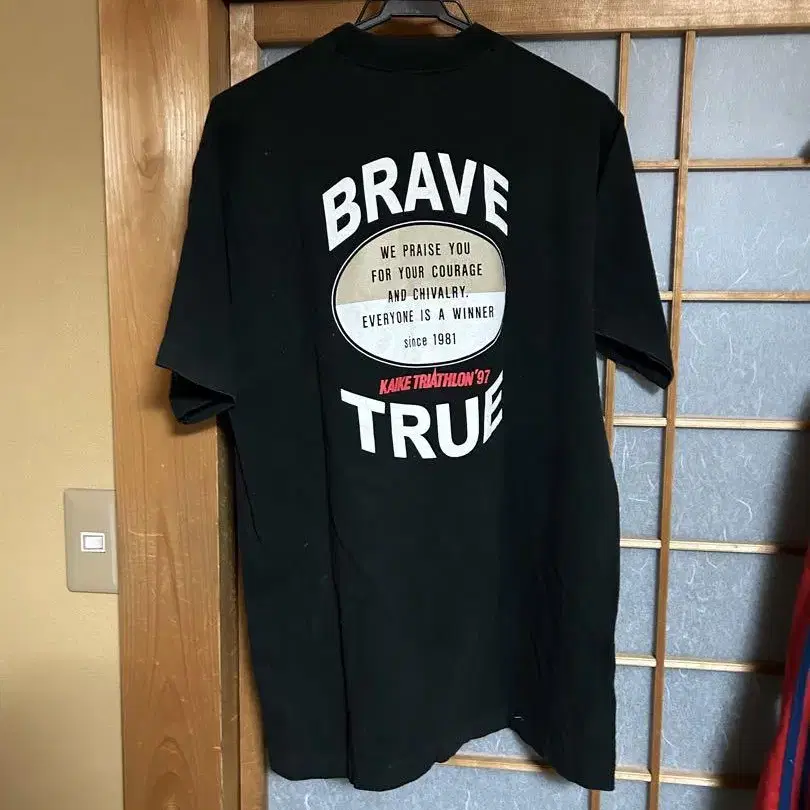 BRAVE
WE PRAISE YOU
FOR YOUR COURAGE
AND CHIVALRY.
EVERYONE IS A WINNER
since 1981
KAIKE TRIATHLON'97
TRUE